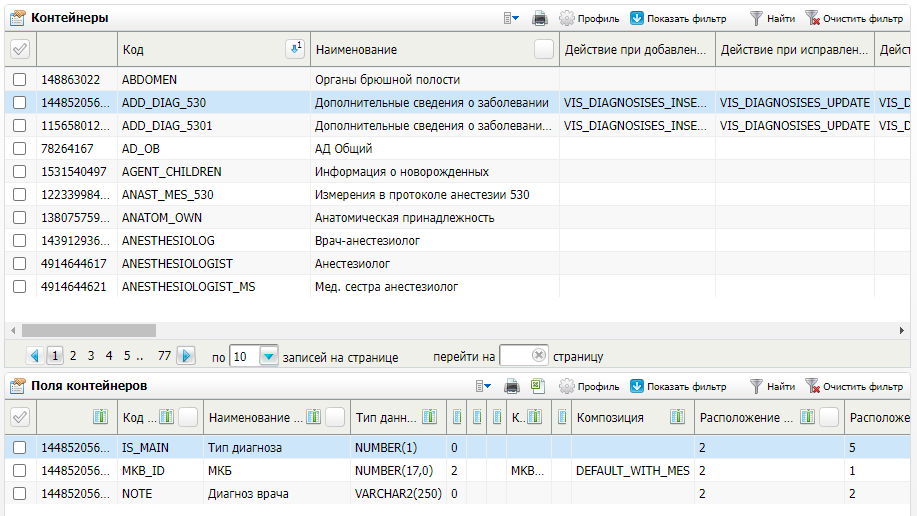 Контейнеры Профиль Показать фильтр Найти Очистить фильтр
Код 1 Наименование Действие при добавлен... Действие при исправлен... Дейст
148863022 ABDOMEN Органы брюшной полости
144852056... ADD_DIAG_530 Дополнительные сведения о заболевании VIS_DIAGNOSISES_INSE... VIS_DIAGNOSISES_UPDATE VIS_D
115658012... ADD_DIAG_5301 Дополнительные сведения о заболевани... VIS_DIAGNOSISES_INSE... VIS_DIAGNOSISES_UPDATE VIS_D
78264167 AD_OB АД Общий
1531540497 AGENT_CHILDREN Информация о новорожденных
122339984... ANAST_MES_530 Измерения в протоколе анестезии 530
138075759... ANATOM_OWN Анатомическая принадлежность
143912936... ANESTHESIOLOG Врач-анестезиолог
4914644617 ANESTHESIOLOGIST Анестезиолог
4914644621 ANESTHESIOLOGIST_MS Мед. сестра анестезиолог
1 2 3 4 5 .. 77 по 10 записей на странице перейти на страницу
Поля контейнеров Профиль Показать фильтр Найти Очистить фильтр
Код ... Наименование ... Тип данн... К.. Композиция Расположение ... Расположе
144852056... IS_MAIN Тип диагноза NUMBER(1) 0 2 5
144852056... MKB_ID МКБ NUMBER(17,0) 2 МКВ... DEFAULT_WITH_MES 2 1
144852056... NOTE Диагноз врача VARCHAR2(250) 0 2 2